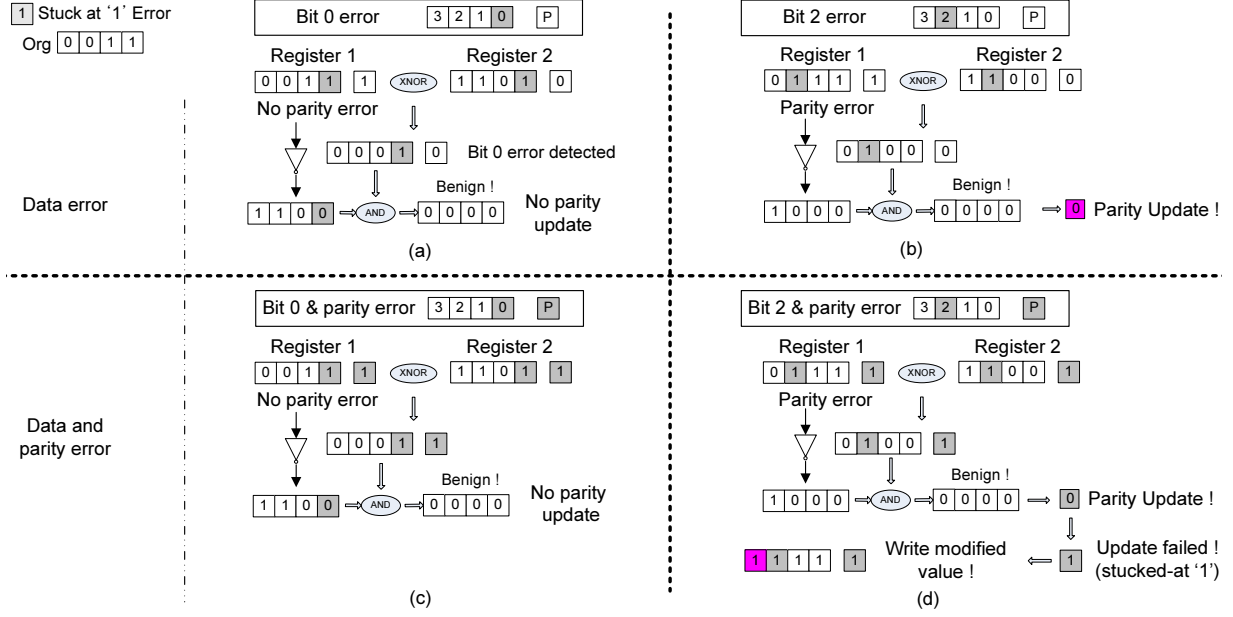 1 Stuck at '1' Error
Org 0 0 1 1
Bit 0 error 3 2 1 0 P
Register 1 Register 2
0 0 1 1 1 XNOR 1 1 0 1 0
No parity error
0 0 0 1 0 Bit 0 error detected
Benign !
1 1 0 0 AND 0 0 0 0
No parity
update
(a)
Bit 2 error 3 2 1 0 P
Register 1 Register 2
0 1 1 1 1 XNOR 1 1 0 0 0
Parity error
0 1 0 0 0
Benign !
1 0 0 0 AND 0 0 0 0 0 Parity Update !
(b)
Data error
Bit 0 & parity error 3 2 1 0 P
Register 1 Register 2
0 0 1 1 1 XNOR 1 1 0 1 1
No parity error
0 0 0 1 1
Benign !
1 1 0 0 AND 0 0 0 0
No parity
update
(c)
Bit 2 & parity error 3 2 1 0 P
Register 1 Register 2
0 1 1 1 1 XNOR 1 1 0 0 1
Parity error
0 1 0 0 1
Benign !
1 0 0 0 AND 0 0 0 0 0 Parity Update !
1 1 1 1 1 Write modified
value !
1 Update failed !
(stucked-at '1')
(d)
Data and
parity error